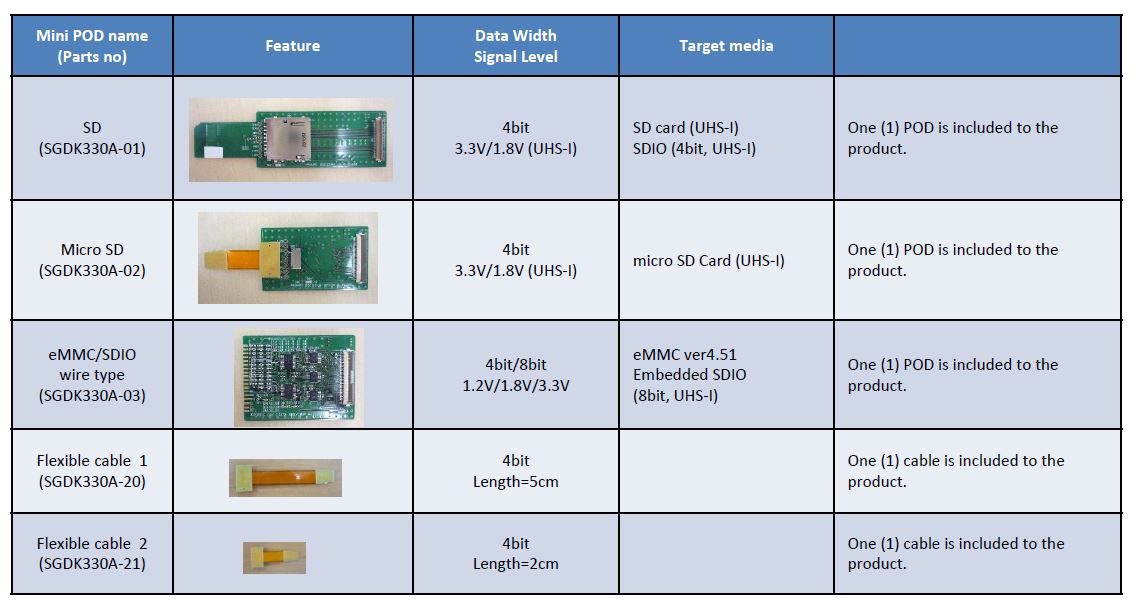 Mini POD name
(Parts no)
Feature
Data Width
Signal Level
Target media
SD
(SGDK330A-01)
4bit
3.3V/1.8V (UHS-I)
SD card (UHS-I)
SDIO (4bit, UHS-I)
One (1) POD is included to the
product.
Micro SD
(SGDK330A-02)
4bit
3.3V/1.8V (UHS-I)
micro SD Card (UHS-I)
One (1) POD is included to the
product.
eMMC/SDIO
wire type
(SGDK330A-03)
4bit/8bit
1.2V/1.8V/3.3V
eMMC ver4.51
Embedded SDIO
(8bit, UHS-I)
One (1) POD is included to the
product.
Flexible cable 1
(SGDK330A-20)
4bit
Length=5cm
One (1) cable is included to the
product.
Flexible cable 2
(SGDK330A-21)
4bit
Length=2cm
One (1) cable is included to the
product.